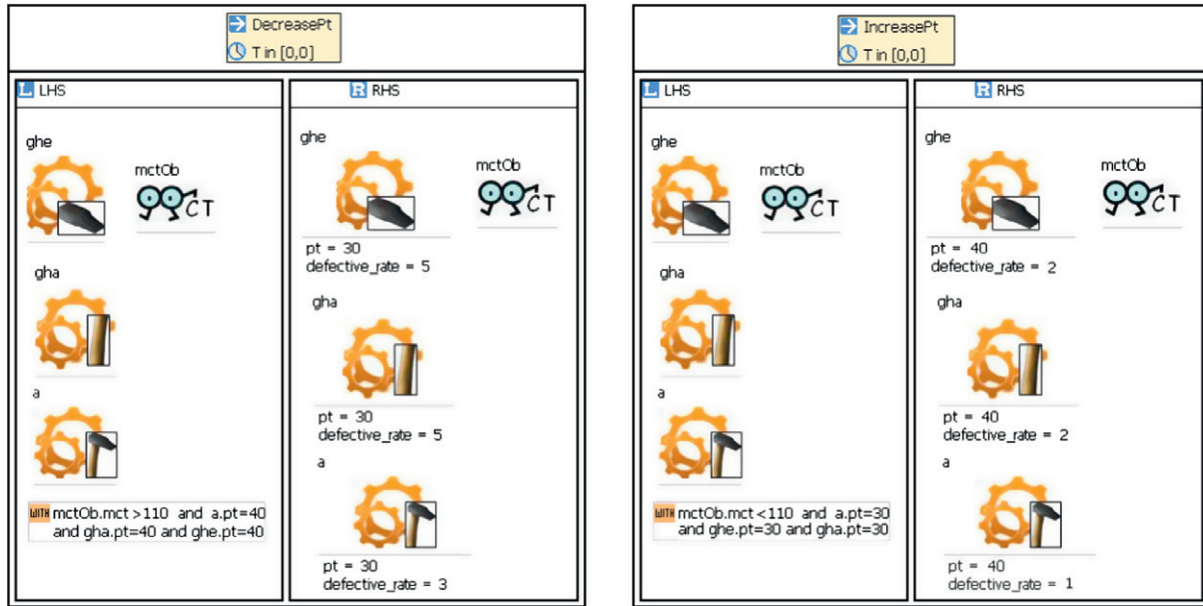 DecreasePt
T in [0,0]
L LHS
R RHS
ghe
mctOb
CT
gha
a
WITH mctOb.mct >110 and a.pt=40
and gha.pt=40 and ghe.pt=40
ghe
mctOb
CT
pt = 30
defective_rate = 5
gha
pt = 30
defective_rate = 5
a
pt = 30
defective_rate = 3
IncreasePt
T in [0,0]
L LHS
R RHS
ghe
mctOb
CT
gha
a
WITH mctOb.mct <110 and a.pt=30
and ghe.pt=30 and gha.pt=30
ghe
mctOb
CT
pt = 40
defective_rate = 2
gha
pt = 40
defective_rate = 2
a
pt = 40
defective_rate = 1